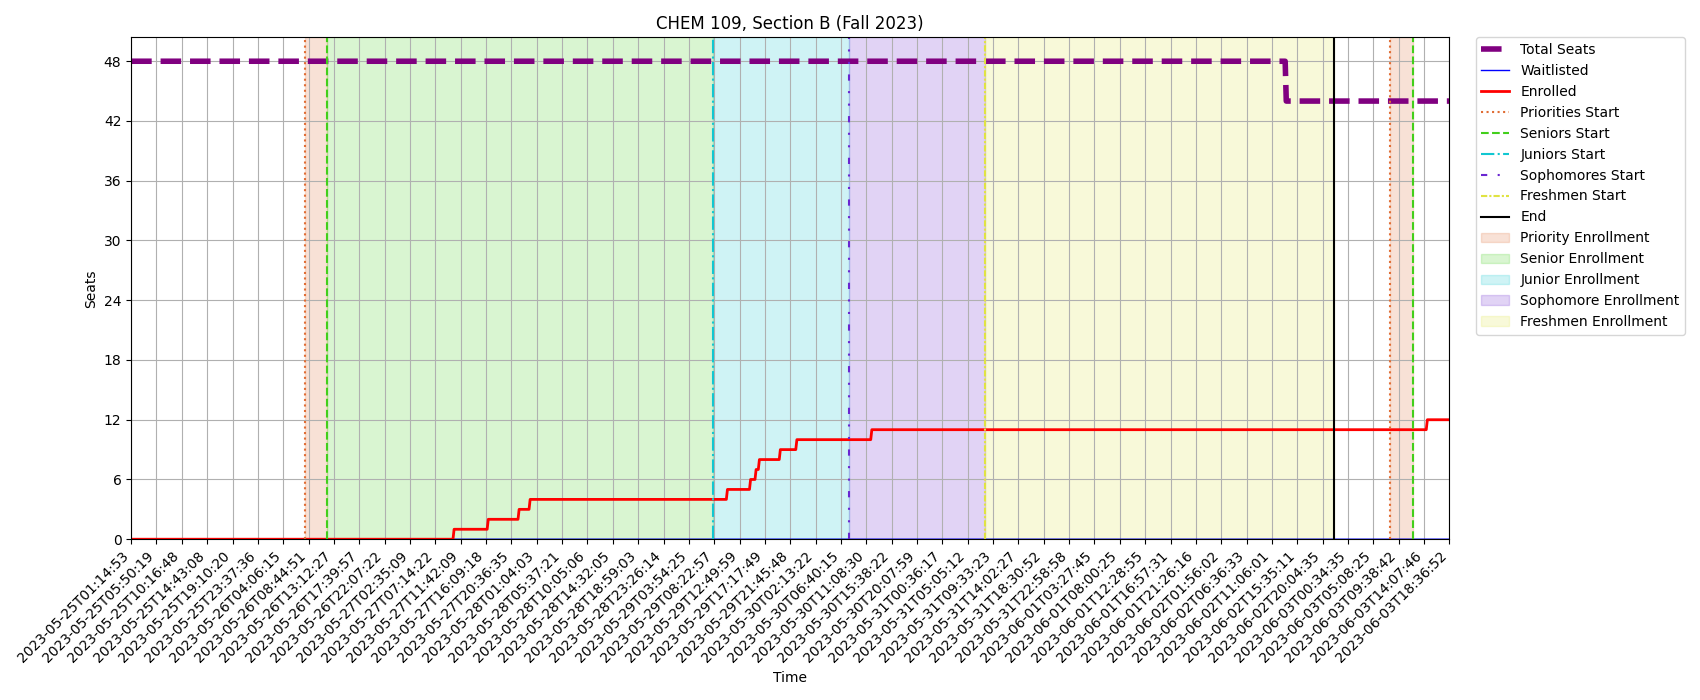 CHEM 109, Section B (Fall 2023)
Seats
48
42
36
30
24
18
12
6
0
2023-05-25T01:14:53
2023-05-25T05:50:19
2023-05-25T10:16:48
2023-05-25T14:43:08
2023-05-25T19:10:20
2023-05-25T23:37:36
2023-05-26T04:06:15
2023-05-26T08:44:51
2023-05-26T13:12:27
2023-05-26T17:39:57
2023-05-26T22:07:22
2023-05-27T02:35:09
2023-05-27T07:14:22
2023-05-27T11:42:09
2023-05-27T16:09:18
2023-05-27T20:36:35
2023-05-28T01:04:03
2023-05-28T05:37:21
2023-05-28T10:05:06
2023-05-28T14:32:05
2023-05-28T18:59:03
2023-05-28T23:26:14
2023-05-29T03:54:25
2023-05-29T08:22:57
2023-05-29T12:49:59
2023-05-29T17:17:49
2023-05-29T21:45:48
2023-05-30T02:13:22
2023-05-30T06:40:15
2023-05-30T11:08:30
2023-05-30T15:38:22
2023-05-30T20:07:59
2023-05-31T00:36:17
2023-05-31T05:05:12
2023-05-31T09:33:23
2023-05-31T14:02:27
2023-05-31T18:30:52
2023-05-31T22:58:58
2023-06-01T03:27:45
2023-06-01T08:00:25
2023-06-01T12:28:55
2023-06-01T16:57:31
2023-06-01T21:26:16
2023-06-02T01:56:02
2023-06-02T06:36:33
2023-06-02T11:06:01
2023-06-02T15:35:11
2023-06-02T20:04:35
2023-06-03T00:34:35
2023-06-03T05:08:25
2023-06-03T09:38:42
2023-06-03T14:07:46
2023-06-03T18:36:52
Time
Total Seats
Waitlisted
Enrolled
Priorities Start
Seniors Start
Juniors Start
Sophomores Start
Freshmen Start
End
Priority Enrollment
Senior Enrollment
Junior Enrollment
Sophomore Enrollment
Freshmen Enrollment